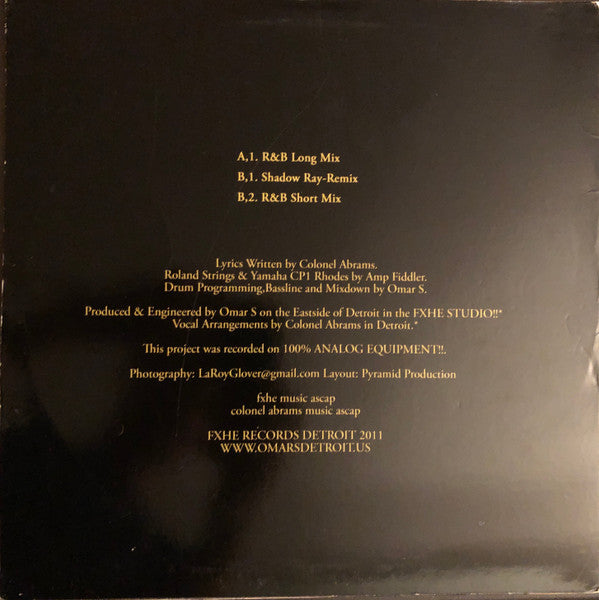 A,1. R&B Long Mix
B,1. Shadow Ray-Remix
B,2. R&B Short Mix
Lyrics Written by Colonel Abrams.
Roland Strings & Yamaha CP1 Rhodes by Amp Fiddler.
Drum Programming,Bassline and Mixdown by Omar S.
Produced & Engineered by Omar S on the Eastside of Detroit in the FXHE STUDIO!!*
Vocal Arrangements by Colonel Abrams in Detroit.*
This project was recorded on 100% ANALOG EQUIPMENT!!.
Photography: LaRoyGlover@gmail.com Layout: Pyramid Production
fxhe music ascap
colonel abrams music ascap
FXHE RECORDS DETROIT 2011
WWW.OMARSDETROIT.US